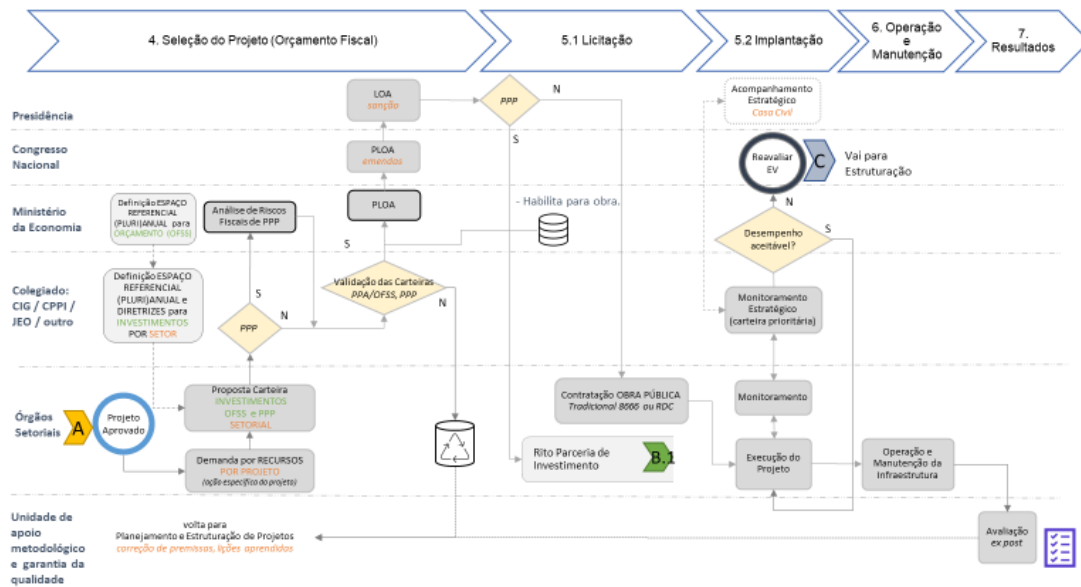 4. Seleção do Projeto (Orçamento Fiscal)
5.1 Licitação
5.2 Implantação
6. Operação
e
Manutenção
7.
Resultados
Presidência
LOA
sanção
PPP
N
S
Acompanhamento
Estratégico
Casa Civil
Congresso
Nacional
PLOA
emendas
Reavaliar
EV
C
Vai para
Estruturação
Ministério
da Economia
Definição ESPAÇO
REFERENCIAL
(PLURI)ANUAL para
ORÇAMENTO (OFSS)
Análise de Riscos
Fiscais de PPP
PLOA
- Habilita para obra.
N
S
Desempenho
aceitável?
Colegiado:
CIG / CPPI /
JEO / outro
Definição ESPAÇO
REFERENCIAL
(PLURI)ANUAL e
DIRETRIZES para
INVESTIMENTOS
POR SETOR
S
PPP
N
S
Validação das Carteiras
PPA/OFSS, PPP
N
Monitoramento
Estratégico
(carteira prioritária)
Órgãos
Setoriais
A
Projeto
Aprovado
Proposta Carteira
INVESTIMENTOS
OFSS e PPP
SETORIAL
Demanda por RECURSOS
POR PROJETO
(ação específica do projeto)
Contratação OBRA PÚBLICA
Tradicional 8666 ou RDC
Rito Parceria de
Investimento
B.1
Monitoramento
Execução do
Projeto
Operação e
Manutenção da
Infraestrutura
Unidade de
apoio
metodológico
e garantia da
qualidade
volta para
Planejamento e Estruturação de Projetos
correção de premissas, lições aprendidas
Avaliação
ex post